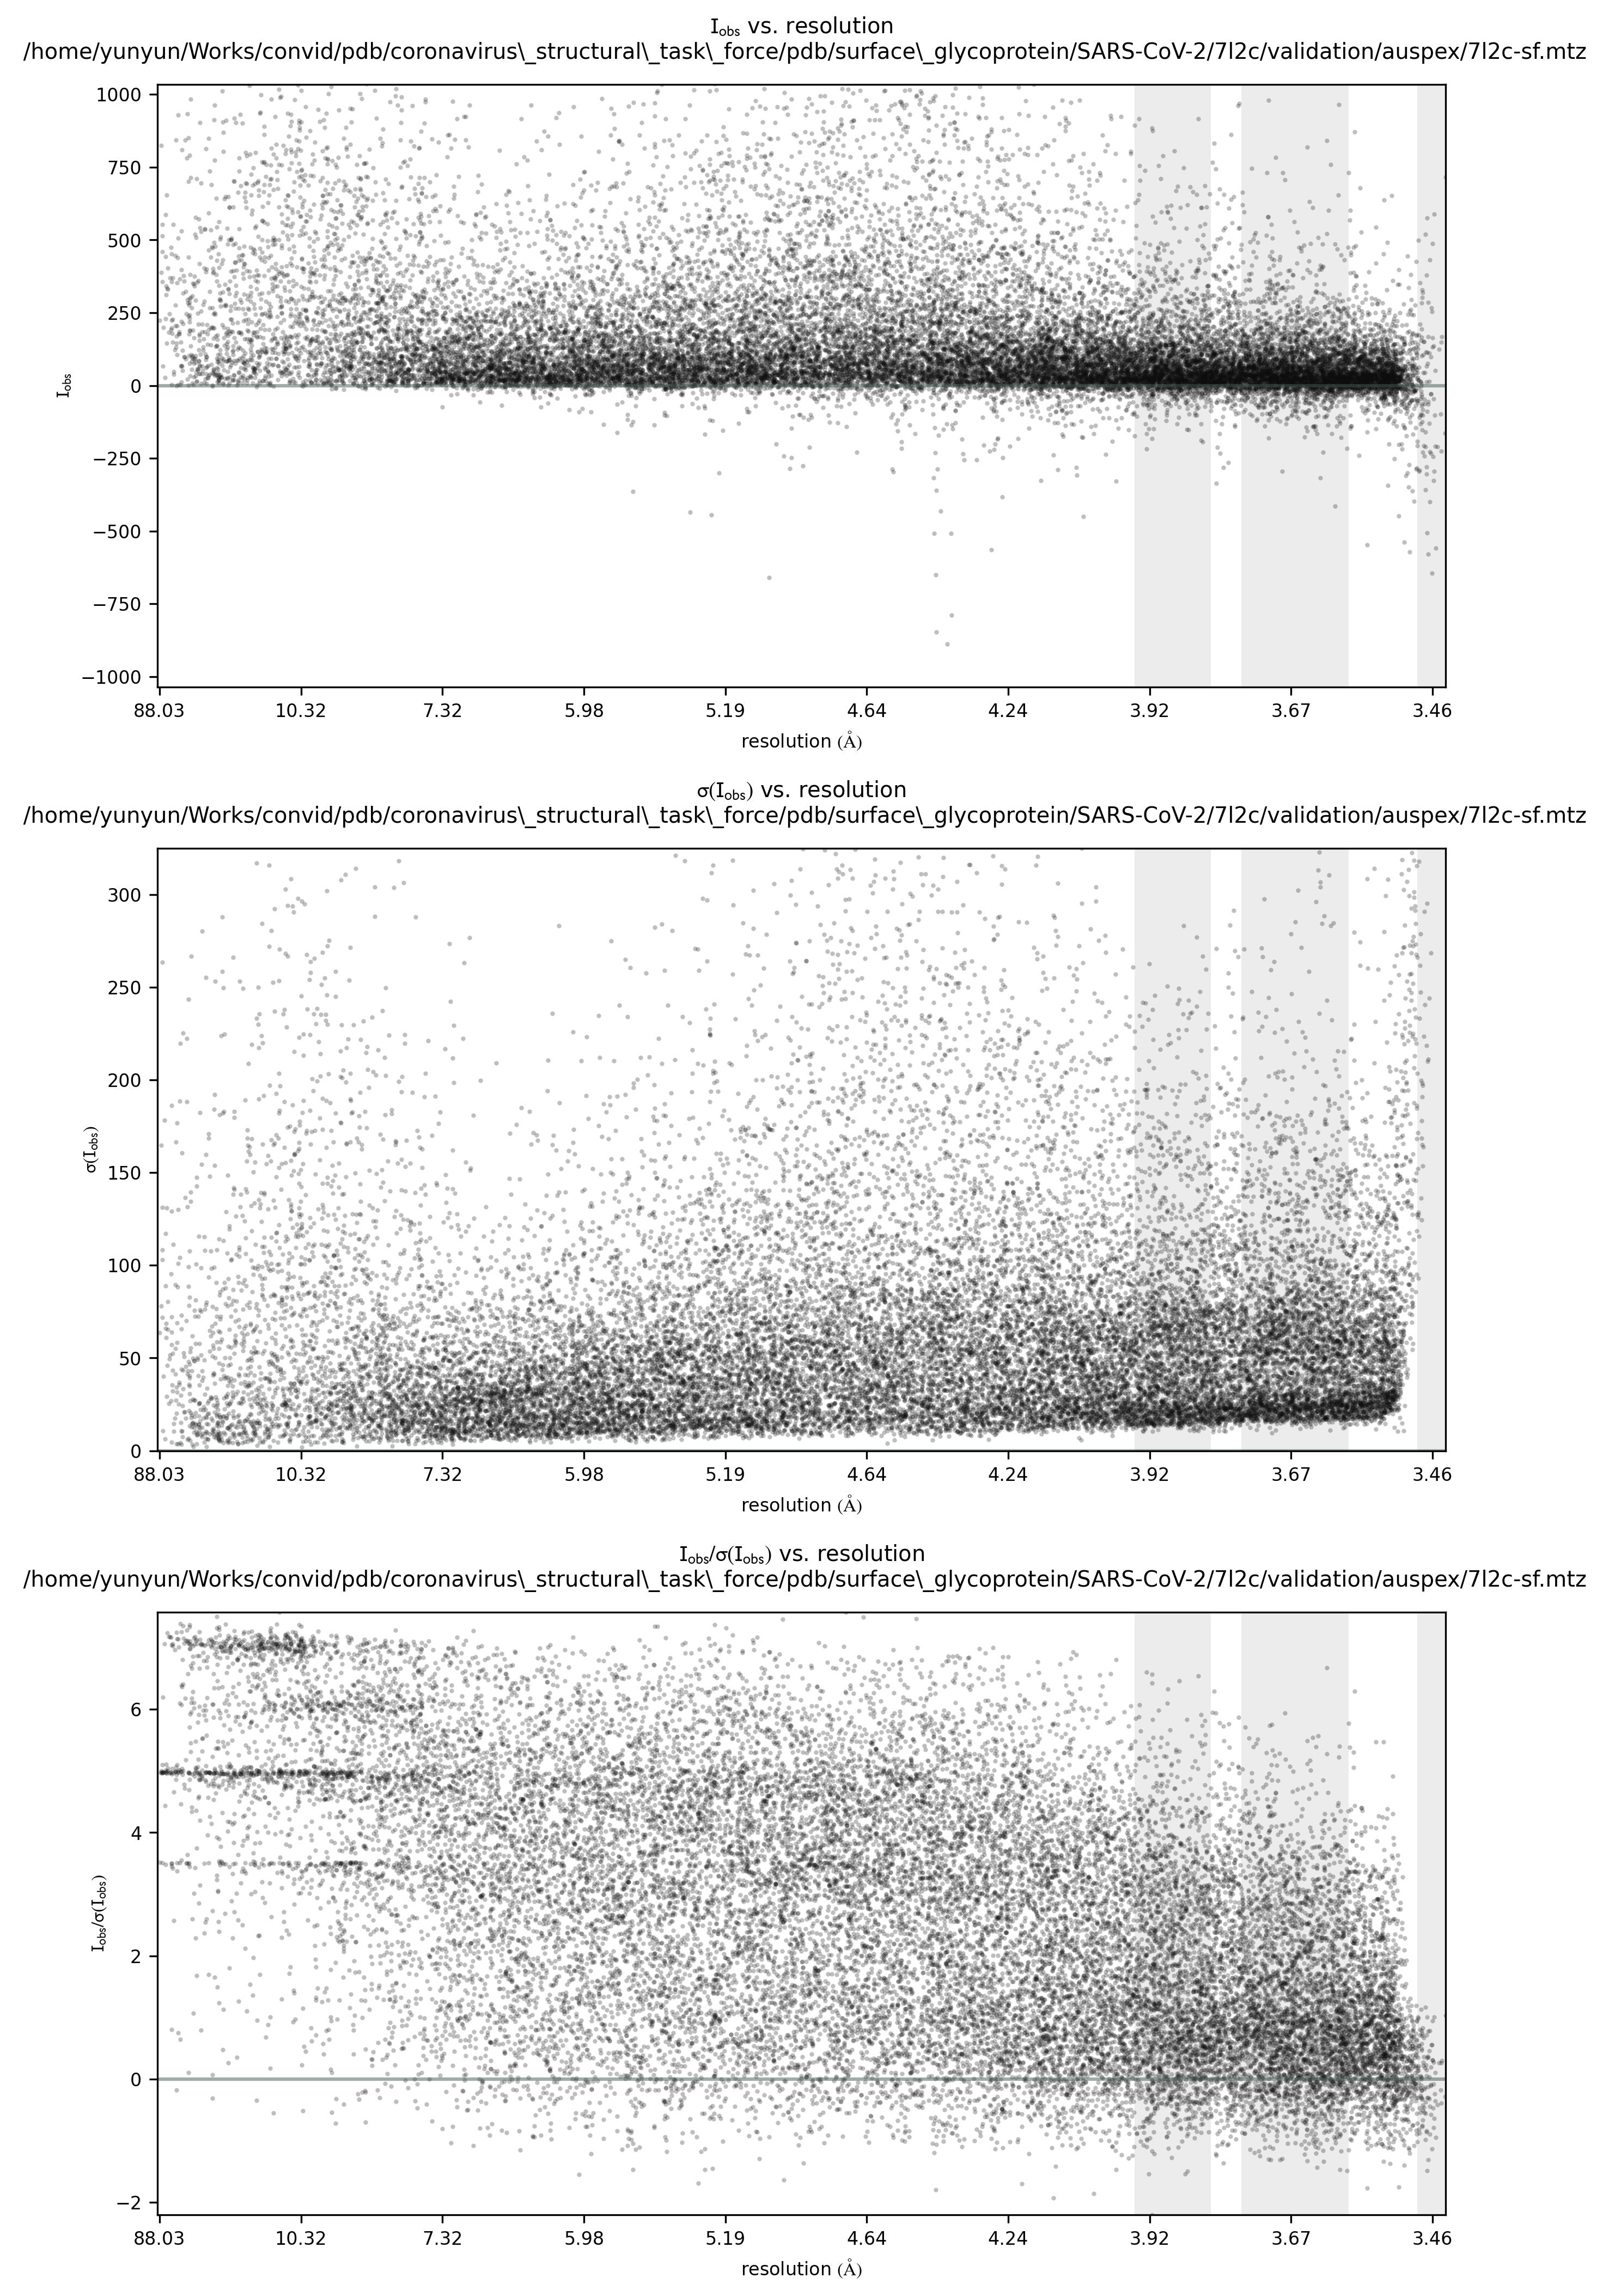 Iobs vs. resolution
/home/yunyun/Works/convid/pdb/coronavirus\_structural\_task\_force/pdb/surface\_glycoprotein/SARS-CoV-2/7l2c/validation/auspex/7l2c-sf.mtz
1000
750
500
250
0
−250
−500
−750
−1000
Iobs
88.03 10.32 7.32 5.98 5.19 4.64 4.24 3.92 3.67 3.46
resolution (Å)
σ(Iobs) vs. resolution
/home/yunyun/Works/convid/pdb/coronavirus\_structural\_task\_force/pdb/surface\_glycoprotein/SARS-CoV-2/7l2c/validation/auspex/7l2c-sf.mtz
300
250
200
150
100
50
0
σ(Iobs)
88.03 10.32 7.32 5.98 5.19 4.64 4.24 3.92 3.67 3.46
resolution (Å)
Iobs/σ(Iobs) vs. resolution
/home/yunyun/Works/convid/pdb/coronavirus\_structural\_task\_force/pdb/surface\_glycoprotein/SARS-CoV-2/7l2c/validation/auspex/7l2c-sf.mtz
6
4
2
0
−2
Iobs/σ(Iobs)
88.03 10.32 7.32 5.98 5.19 4.64 4.24 3.92 3.67 3.46
resolution (Å)